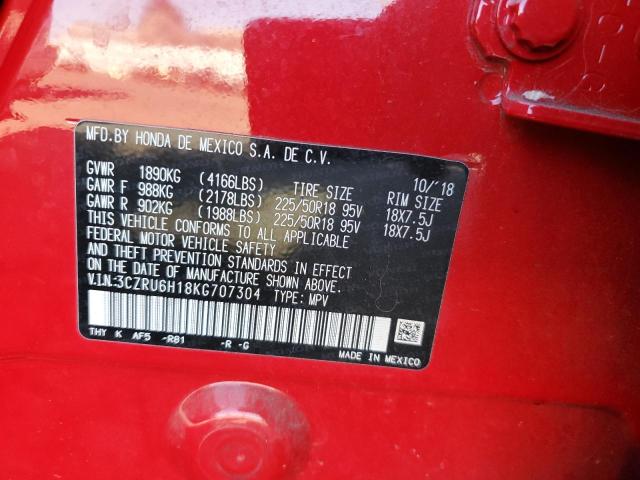 MFD.BY HONDA DE MEXICO S.A. DE C.V. 10/'18
GVWR 1890KG (4166LBS) TIRE SIZE RIM SIZE
GAWR F 988KG (2178LBS) 225/50R18 95V 18X7.5J
GAWR R 902KG (1988LBS) 225/50R18 95V 18X7.5J
THIS VEHICLE CONFORMS TO ALL APPLICABLE
FEDERAL MOTOR VEHICLE SAFETY
AND THEFT PREVENTION STANDARDS IN EFFECT
ON THE DATE OF MANUFACTURE SHOWN ABOVE.
V.I.N.:3CZRU6H18KG707304 TYPE: MPV
THY K AF5 -R81 -R -G
MADE IN MEXICO